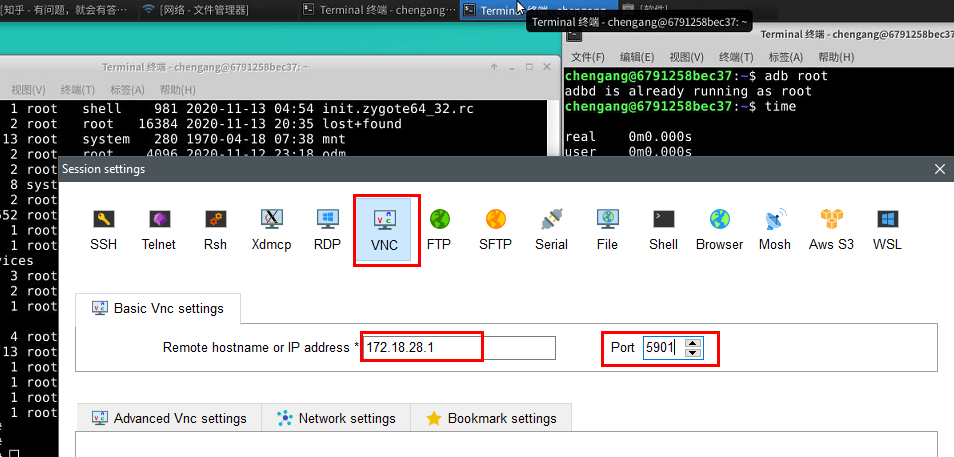 [知乎 - 有问题，就会有答…
[网络 - 文件管理器]
Terminal 终端 - chengang…
Terminal 终端 - chengang…
[软件]
Terminal 终端 - chengang@6791258bec37: ~
Terminal 终端 - chengang@6791258bec37: ~
视图(V) 终端(T) 标签(A) 帮助(H)
1 root shell 981 2020-11-13 04:54 init.zygote64_32.rc
2 root root 16384 2020-11-13 20:35 lost+found
13 root system 280 1970-04-18 07:38 mnt
2 root root 4096 2020-11-12 23:18 odm
2 root
8 syst
2 root
552 root
1 root
1 root
vices
3 root
2 root
1 root
4 root
13 root
1 root
1 root
1 root
1 root
#
#
Terminal 终端 - chengang@6791258bec37: ~
文件(F) 编辑(E) 视图(V) 终端(T) 标签(A) 帮助(H)
chengang@6791258bec37:~$ adb root
adbd is already running as root
chengang@6791258bec37:~$ time
real 0m0.000s
user 0m0.000s
Session settings
SSH Telnet Rsh Xdmcp RDP VNC FTP SFTP Serial File Shell Browser Mosh Aws S3 WSL
Basic Vnc settings
Remote hostname or IP address * 172.18.28.1 Port 5901
Advanced Vnc settings Network settings Bookmark settings